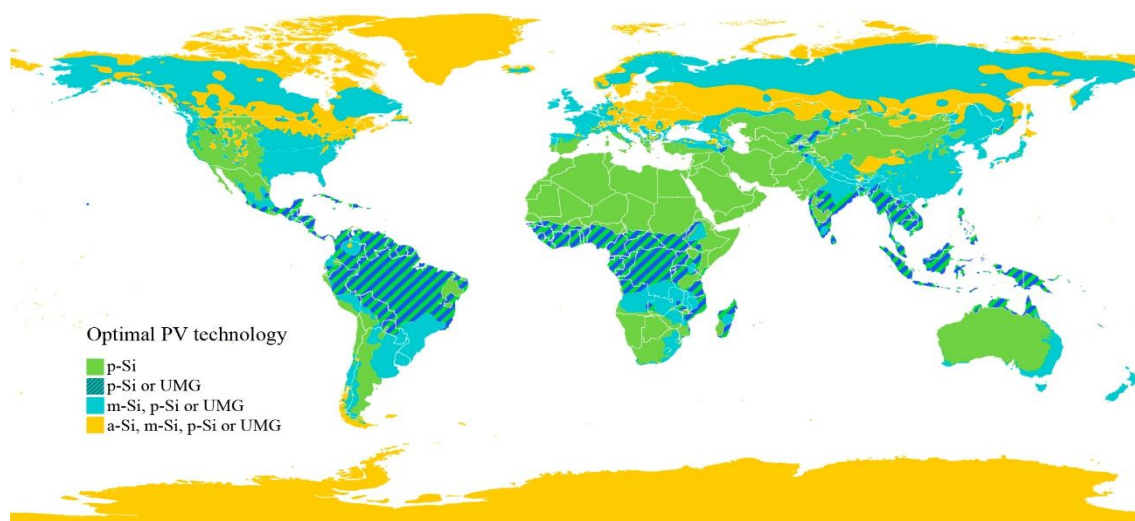 Optimal PV technology
p-Si
p-Si or UMG
m-Si, p-Si or UMG
a-Si, m-Si, p-Si or UMG